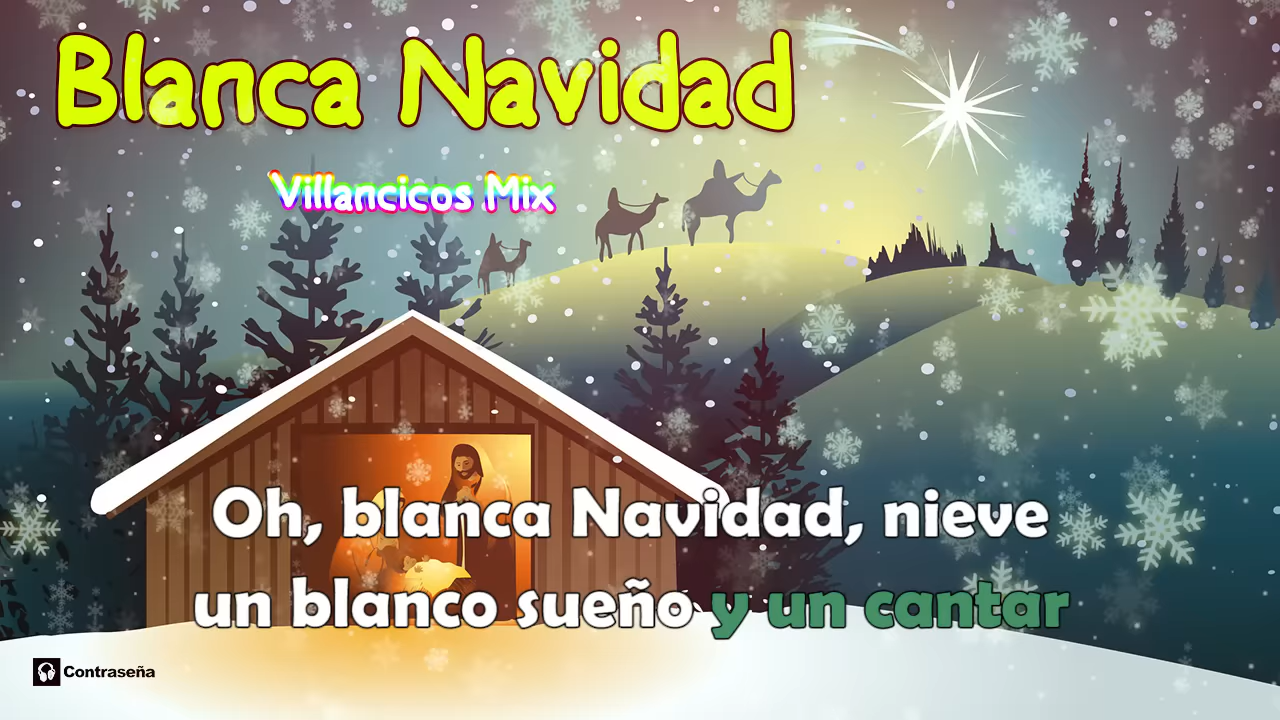 Blanca Navidad
Villancicos Mix
Oh, blanca Navidad, nieve
un blanco sueño y un cantar
Contraseña